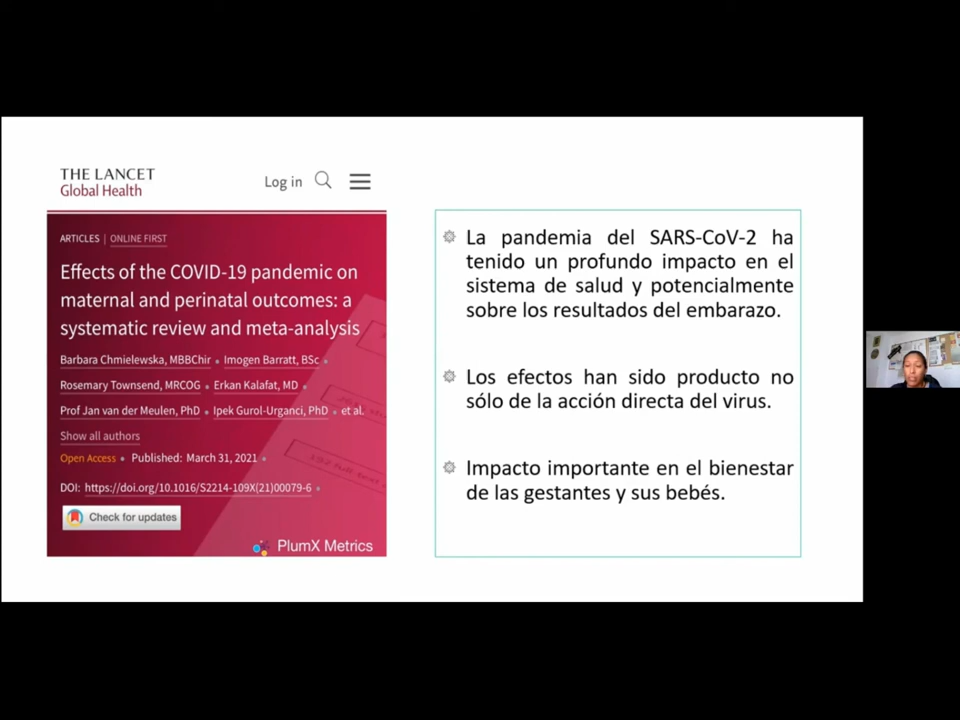 THE LANCET
Global Health
Log in
ARTICLES | ONLINE FIRST
Effects of the COVID-19 pandemic on
maternal and perinatal outcomes: a
systematic review and meta-analysis
Barbara Chmielewska, MBBChir • Imogen Barratt, BSc •
Rosemary Townsend, MRCOG • Erkan Kalafat, MD •
Prof Jan van der Meulen, PhD • Ipek Gurol-Urganci, PhD • et al.
Show all authors
Open Access • Published: March 31, 2021 •
DOI: https://doi.org/10.1016/S2214-109X(21)00079-6 •
Check for updates
PlumX Metrics
La pandemia del SARS-CoV-2 ha
tenido un profundo impacto en el
sistema de salud y potencialmente
sobre los resultados del embarazo.
Los efectos han sido producto no
sólo de la acción directa del virus.
Impacto importante en el bienestar
de las gestantes y sus bebés.